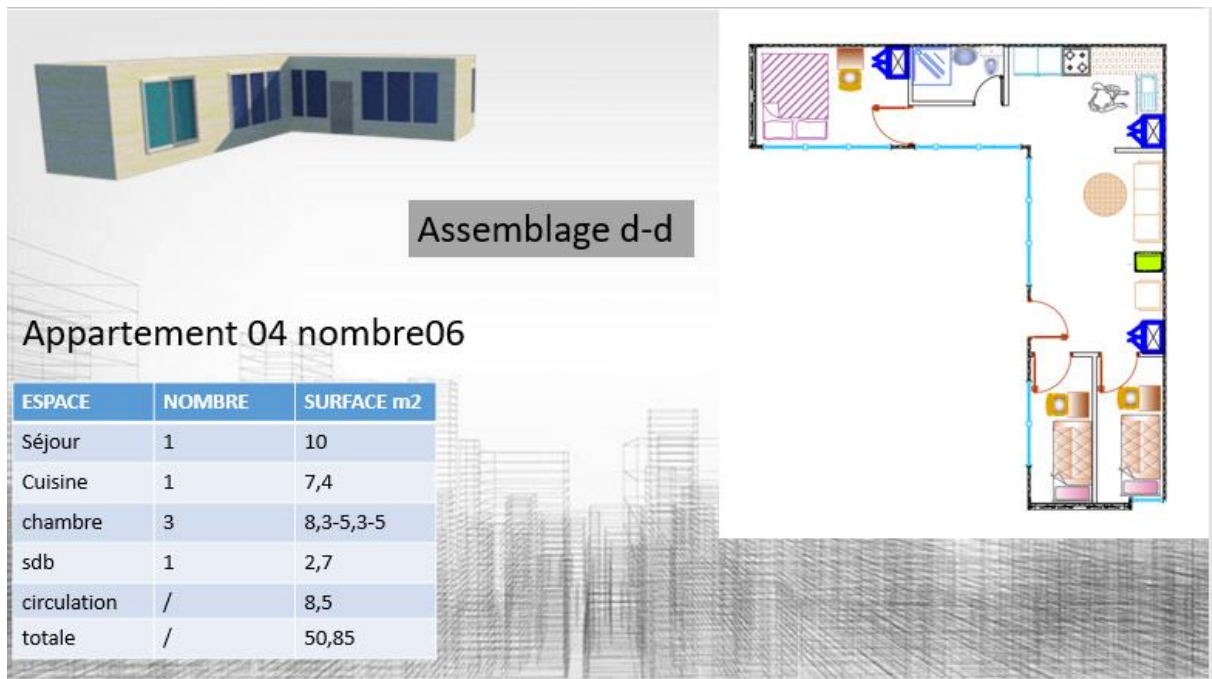 Assemblage d-d
Appartement 04 nombre06
ESPACE NOMBRE SURFACE m2
Séjour 1 10
Cuisine 1 7,4
chambre 3 8,3-5,3-5
sdb 1 2,7
circulation / 8,5
totale / 50,85